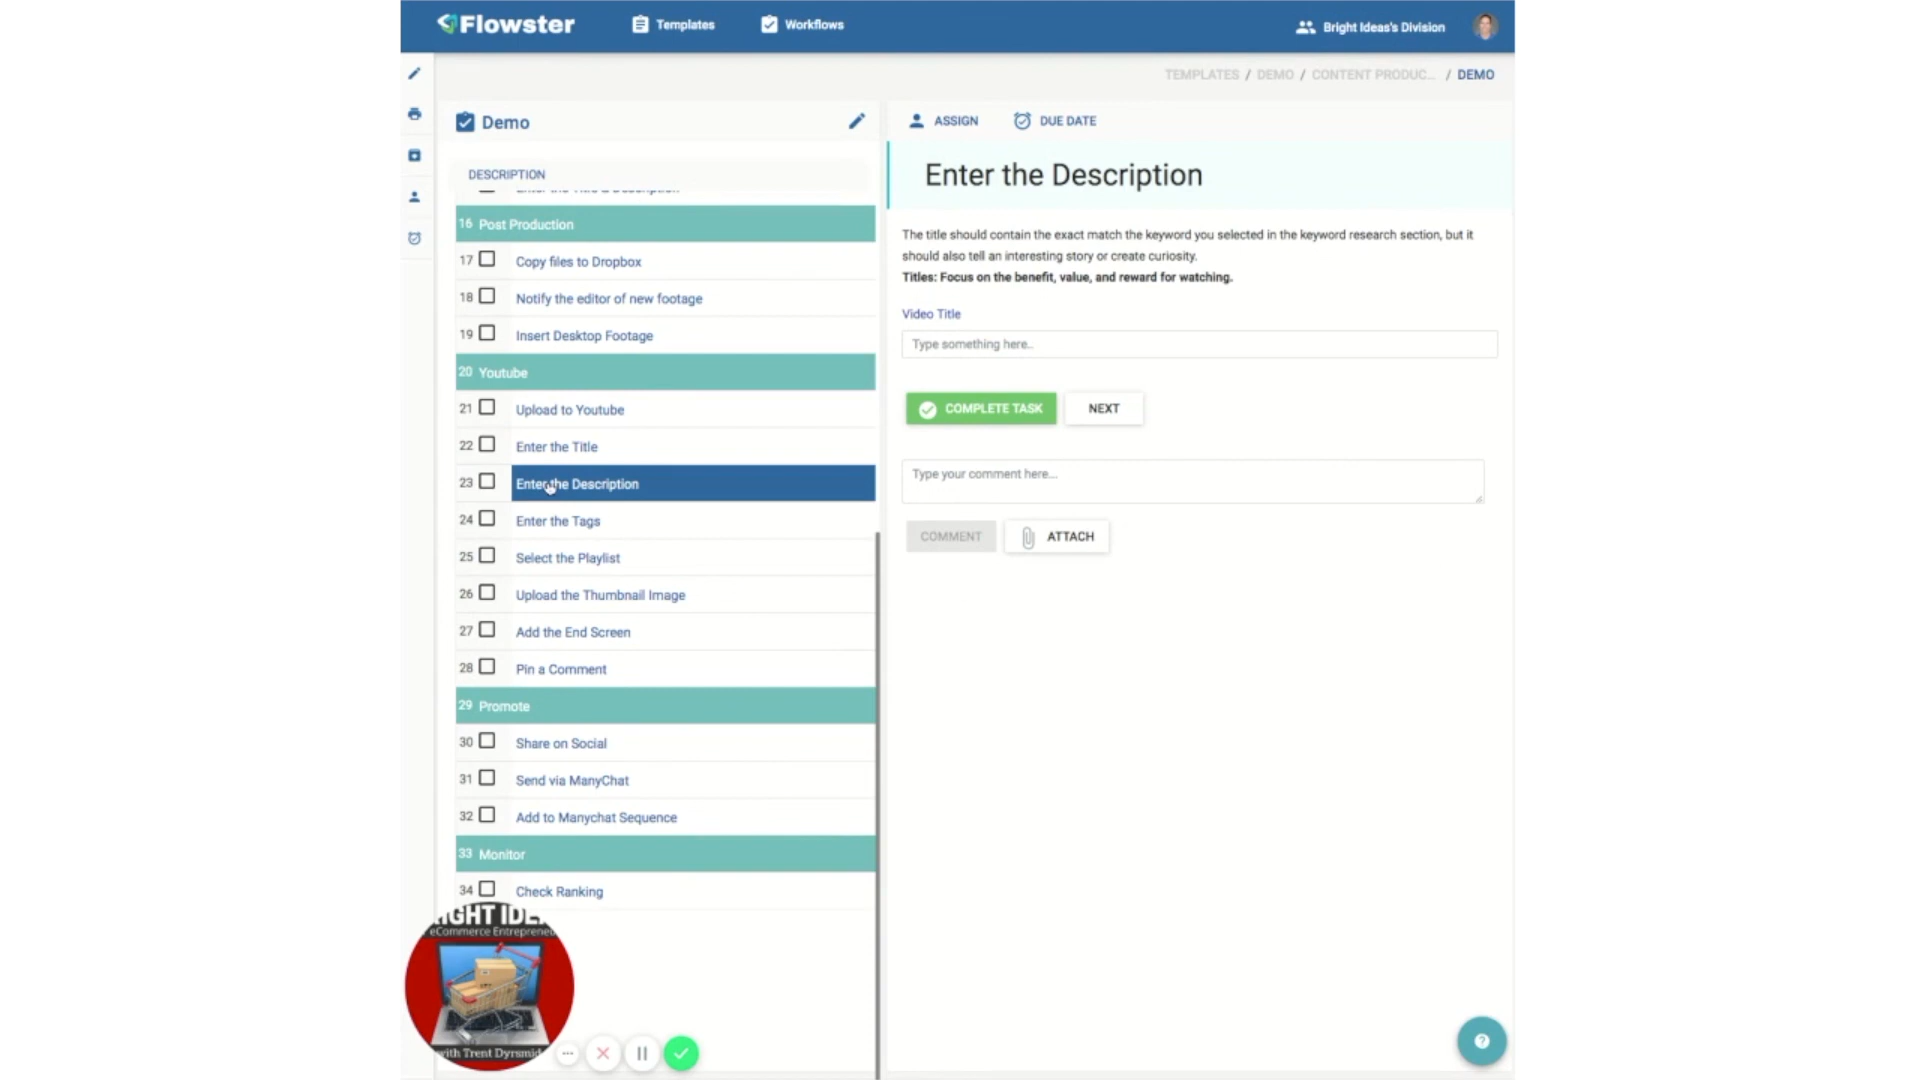 Flowster
Templates
Workflows
Bright Ideas's Division
TEMPLATES / DEMO / CONTENT PRODUC... / DEMO
Demo
DESCRIPTION
16 Post Production
17 Copy files to Dropbox
18 Notify the editor of new footage
19 Insert Desktop Footage
20 Youtube
21 Upload to Youtube
22 Enter the Title
23 Enter the Description
24 Enter the Tags
25 Select the Playlist
26 Upload the Thumbnail Image
27 Add the End Screen
28 Pin a Comment
29 Promote
30 Share on Social
31 Send via ManyChat
32 Add to Manychat Sequence
33 Monitor
34 Check Ranking
eCommerce Entrepreneu
with Trent Dyrsmid
ASSIGN
DUE DATE
Enter the Description
The title should contain the exact match the keyword you selected in the keyword research section, but it
should also tell an interesting story or create curiosity.
Titles: Focus on the benefit, value, and reward for watching.
Video Title
Type something here..
COMPLETE TASK
NEXT
Type your comment here...
COMMENT
ATTACH